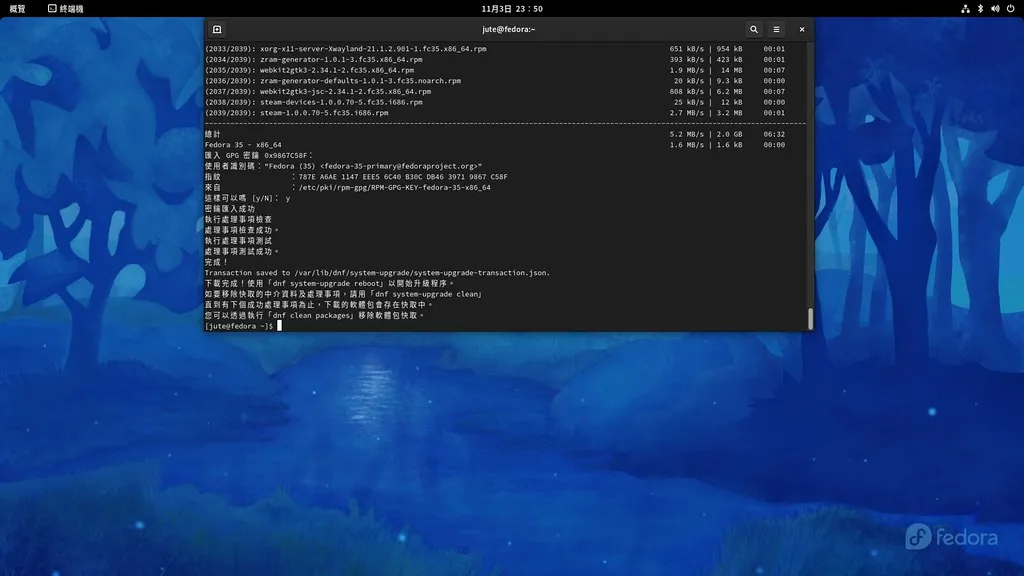 概覽 終端機 11月3日 23：50
jute@fedora:~
(2033/2039): xorg-x11-server-Xwayland-21.1.2.901-1.fc35.x86_64.rpm 651 kB/s | 954 kB 00:01
(2034/2039): zram-generator-1.0.1-3.fc35.x86_64.rpm 393 kB/s | 423 kB 00:01
(2035/2039): webkit2gtk3-2.34.1-2.fc35.x86_64.rpm 1.9 MB/s | 14 MB 00:07
(2036/2039): zram-generator-defaults-1.0.1-3.fc35.noarch.rpm 20 kB/s | 9.3 kB 00:00
(2037/2039): webkit2gtk3-jsc-2.34.1-2.fc35.x86_64.rpm 808 kB/s | 6.2 MB 00:07
(2038/2039): steam-devices-1.0.0.70-5.fc35.i686.rpm 25 kB/s | 12 kB 00:00
(2039/2039): steam-1.0.0.70-5.fc35.i686.rpm 2.7 MB/s | 3.2 MB 00:01
--------------------------------------------------------------------------------
總計 5.2 MB/s | 2.0 GB 06:32
Fedora 35 - x86_64 1.6 MB/s | 1.6 kB 00:00
匯入 GPG 密鑰 0x9867C58F：
使用者識別碼："Fedora (35) <fedora-35-primary@fedoraproject.org>"
指紋 ：787E A6AE 1147 EEE5 6C40 B30C DB46 3971 9867 C58F
來自 ：/etc/pki/rpm-gpg/RPM-GPG-KEY-fedora-35-x86_64
這樣可以嗎 [y/N]： y
密鑰匯入成功
執行處理事項檢查
處理事項檢查成功。
執行處理事項測試
處理事項測試成功。
完成！
Transaction saved to /var/lib/dnf/system-upgrade/system-upgrade-transaction.json.
下載完成！使用「dnf system-upgrade reboot」以開始升級程序。
如要移除快取的中介資料及處理事項，請用「dnf system-upgrade clean」
直到有下個成功處理事項為止，下載的軟體包會存在快取中。
您可以透過執行「dnf clean packages」移除軟體包快取。
[jute@fedora ~]$
fedora